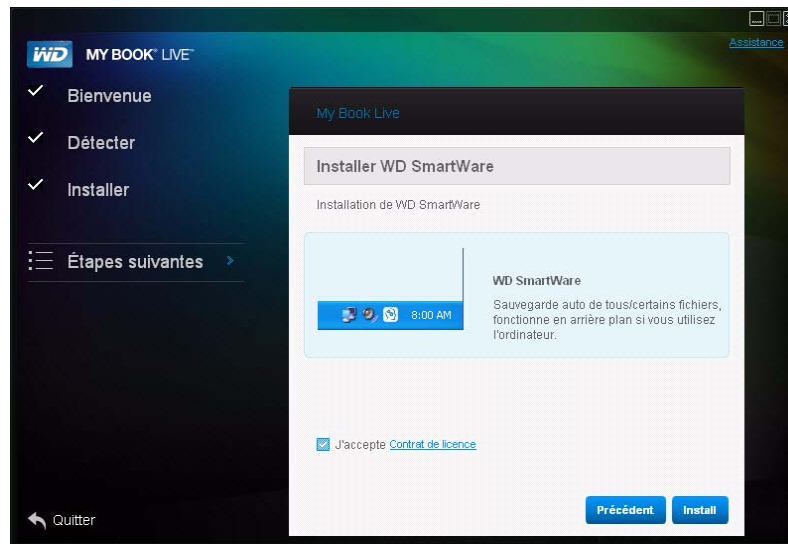 Assistance
WD MY BOOK® LIVE™
Bienvenue
Détecter
Installer
Étapes suivantes
Quitter
My Book Live
Installer WD SmartWare
Installation de WD SmartWare
8:00 AM
WD SmartWare
Sauvegarde auto de tous/certains fichiers,
fonctionne en arrière plan si vous utilisez
l'ordinateur.
J'accepte Contrat de licence
Précédent
Install